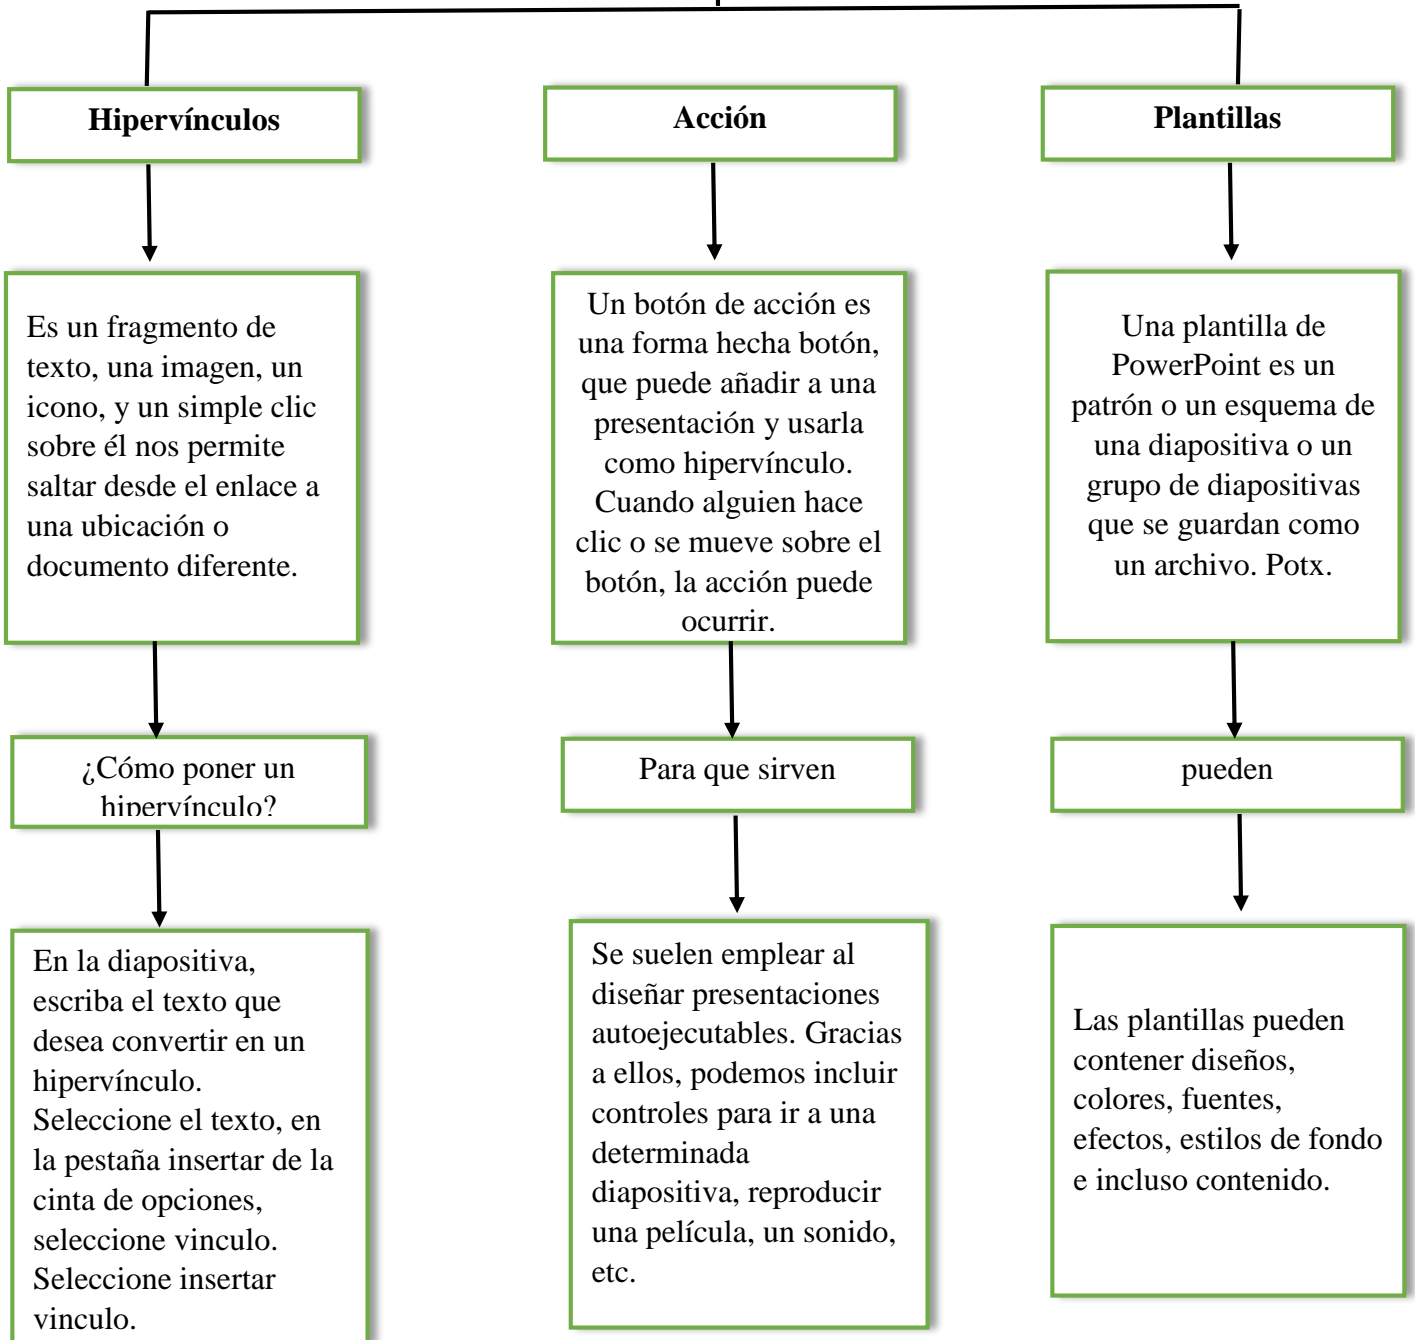 Hipervínculos
Es un fragmento de
texto, una imagen, un
icono, y un simple clic
sobre él nos permite
saltar desde el enlace a
una ubicación o
documento diferente.
¿Cómo poner un
hipervínculo?
En la diapositiva,
escriba el texto que
desea convertir en un
hipervínculo.
Seleccione el texto, en
la pestaña insertar de la
cinta de opciones,
seleccione vinculo.
Seleccione insertar
vinculo.
Acción
Un botón de acción es
una forma hecha botón,
que puede añadir a una
presentación y usarla
como hipervínculo.
Cuando alguien hace
clic o se mueve sobre el
botón, la acción puede
ocurrir.
Para que sirven
Se suelen emplear al
diseñar presentaciones
autoejecutables. Gracias
a ellos, podemos incluir
controles para ir a una
determinada
diapositiva, reproducir
una película, un sonido,
etc.
Plantillas
Una plantilla de
PowerPoint es un
patrón o un esquema de
una diapositiva o un
grupo de diapositivas
que se guardan como
un archivo. Potx.
pueden
Las plantillas pueden
contener diseños,
colores, fuentes,
efectos, estilos de fondo
e incluso contenido.